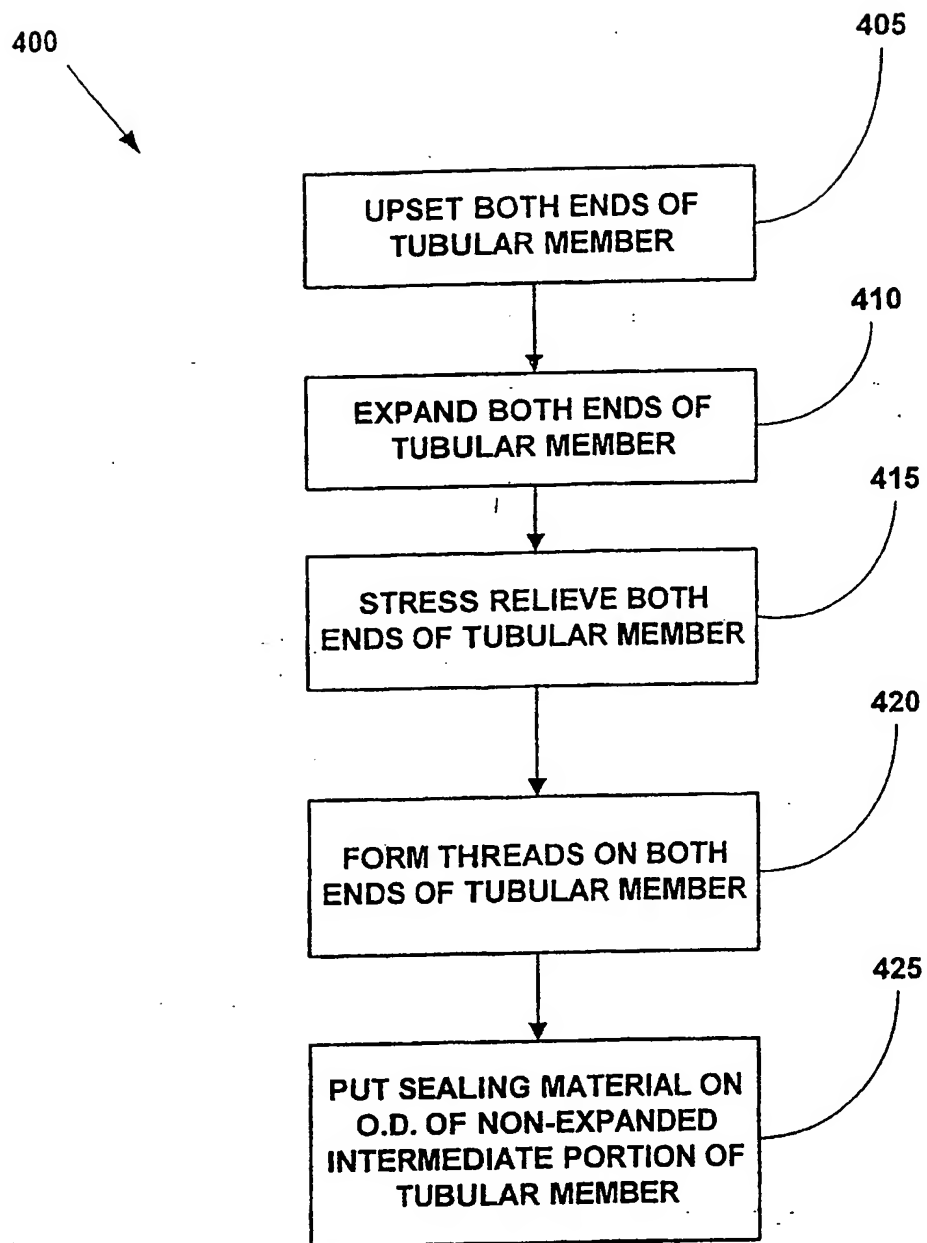 400
405
UPSET BOTH ENDS OF
TUBULAR MEMBER
410
EXPAND BOTH ENDS OF
TUBULAR MEMBER
415
STRESS RELIEVE BOTH
ENDS OF TUBULAR MEMBER
420
FORM THREADS ON BOTH
ENDS OF TUBULAR MEMBER
425
PUT SEALING MATERIAL ON
O.D. OF NON-EXPANDED
INTERMEDIATE PORTION OF
TUBULAR MEMBER